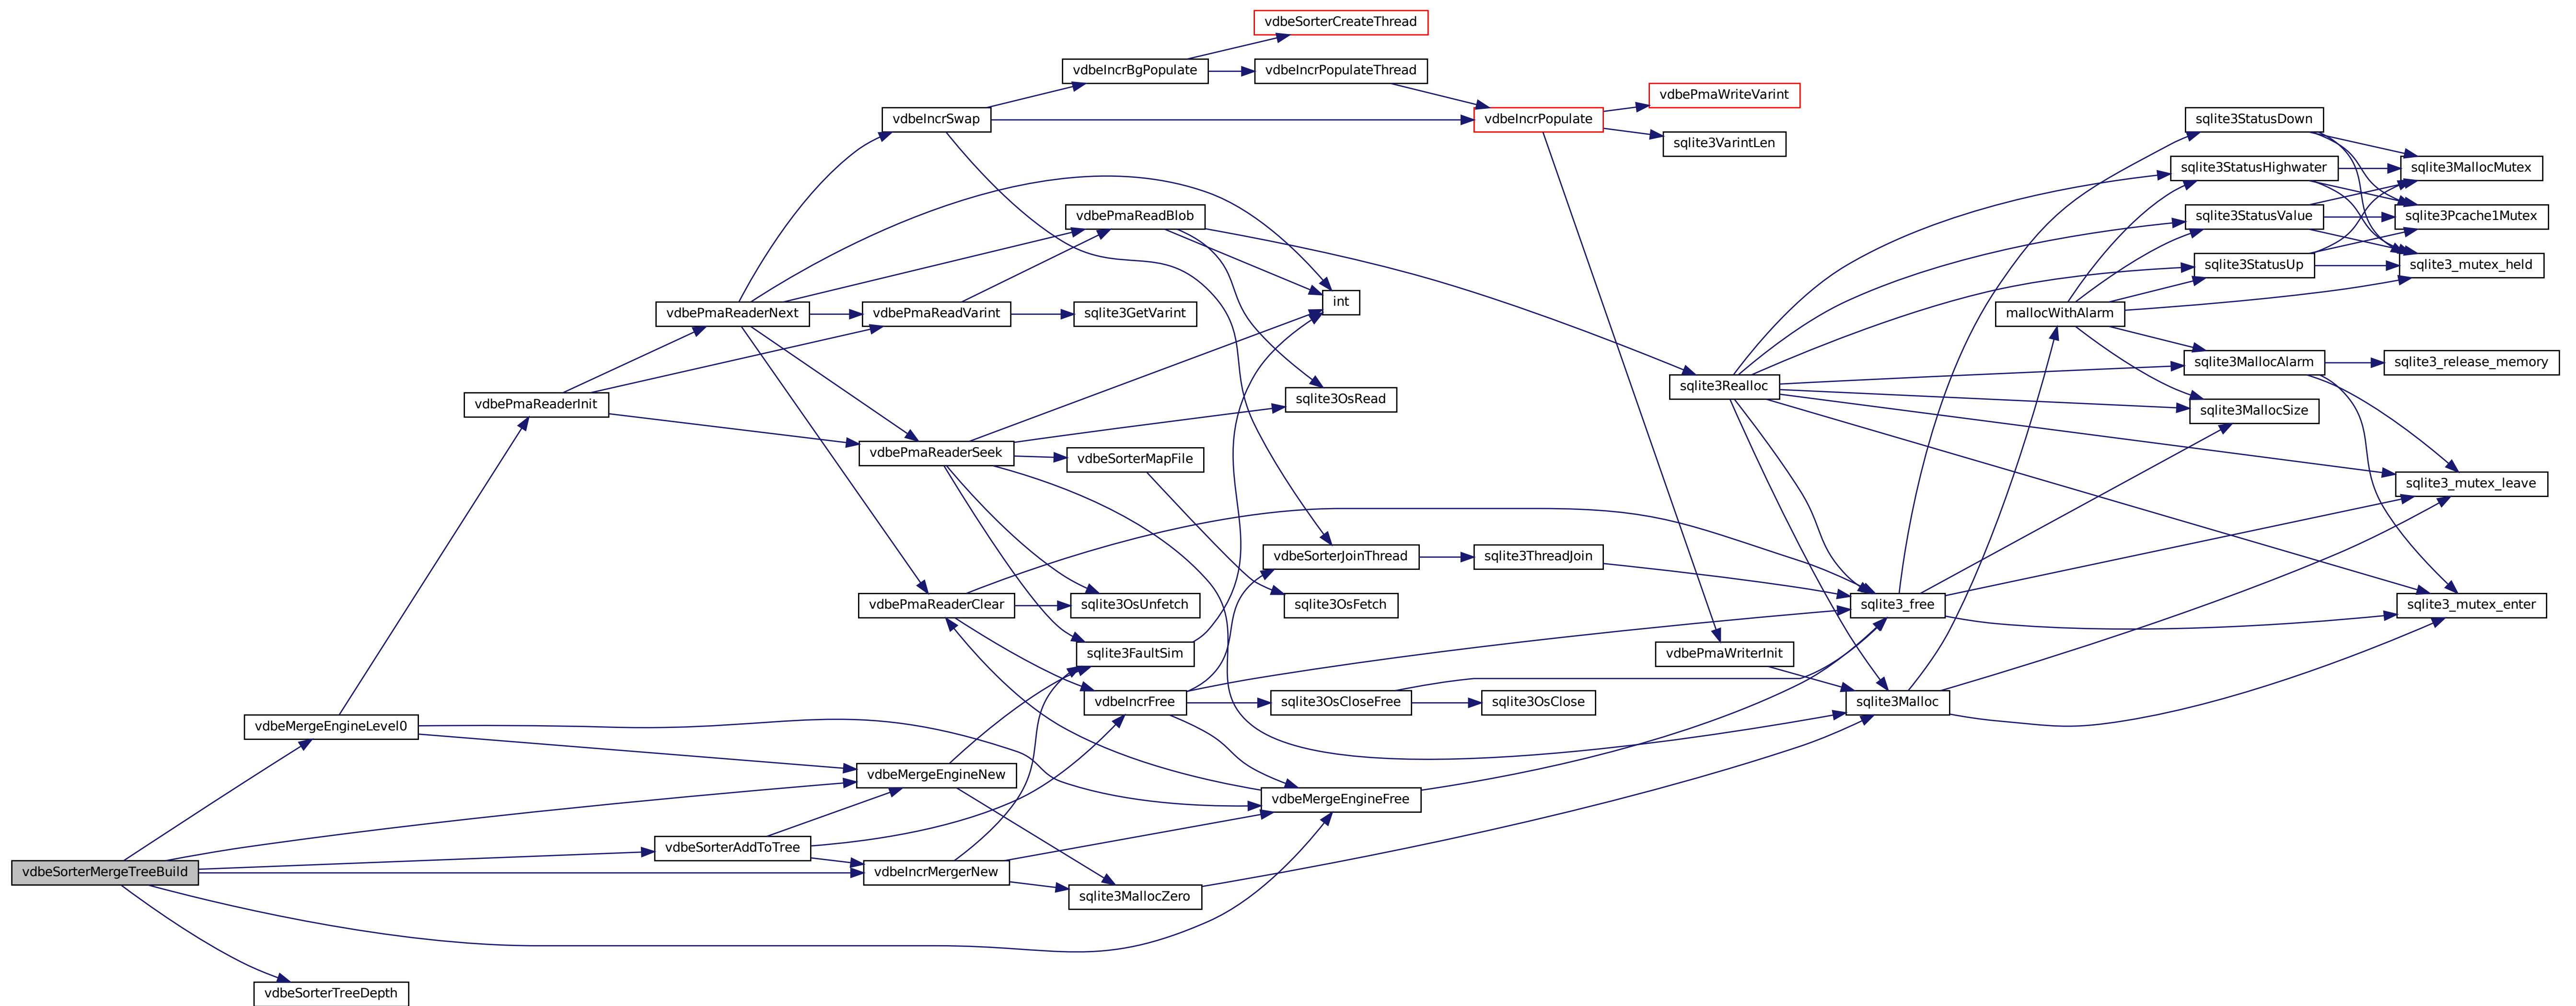 vdbeSorterCreateThread
vdbeIncrBgPopulate
vdbeIncrPopulateThread
vdbePmaWriteVarint
vdbeIncrSwap
vdbeIncrPopulate
sqlite3StatusDown
sqlite3VarintLen
sqlite3StatusHighwater
sqlite3MallocMutex
vdbePmaReadBlob
sqlite3StatusValue
sqlite3Pcache1Mutex
sqlite3StatusUp
sqlite3_mutex_held
int
vdbePmaReaderNext
vdbePmaReadVarint
sqlite3GetVarint
mallocWithAlarm
sqlite3MallocAlarm
sqlite3_release_memory
sqlite3Realloc
sqlite3OsRead
vdbePmaReaderInit
sqlite3MallocSize
vdbePmaReaderSeek
vdbeSorterMapFile
sqlite3_mutex_leave
vdbeSorterJoinThread
sqlite3ThreadJoin
vdbePmaReaderClear
sqlite3OsUnfetch
sqlite3OsFetch
sqlite3_free
sqlite3_mutex_enter
sqlite3FaultSim
vdbePmaWriterInit
vdbeIncrFree
sqlite3OsCloseFree
sqlite3OsClose
sqlite3Malloc
vdbeMergeEngineLevel0
vdbeMergeEngineNew
vdbeMergeEngineFree
vdbeSorterAddToTree
vdbeSorterMergeTreeBuild
vdbeIncrMergerNew
sqlite3MallocZero
vdbeSorterTreeDepth